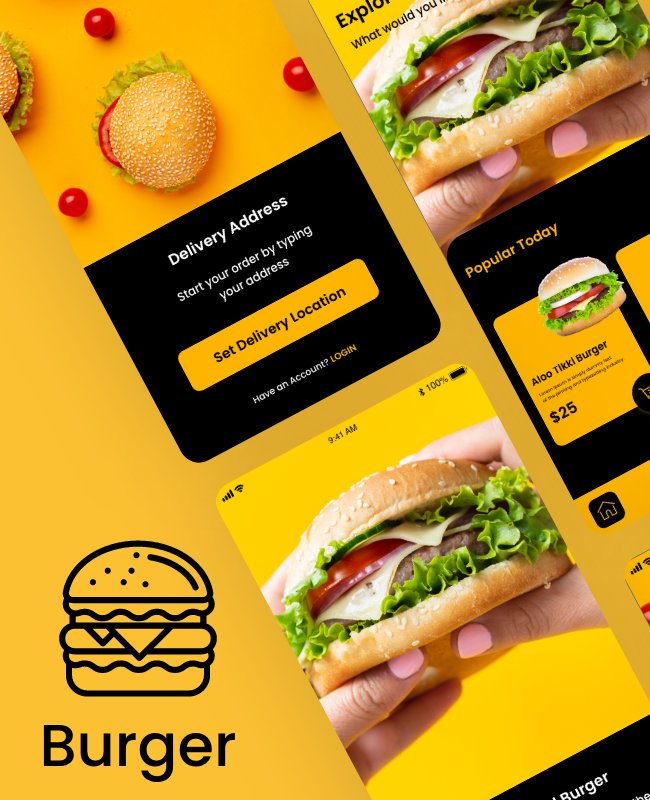 Explor
What would you li
Delivery Address
Start your order by typing
your address
Set Delivery Location
Have an Account? LOGIN
Popular Today
Aloo Tikki Burger
Lorem Ipsum is simply dummy text
of the printing and typesetting industry.
$25
9:41 AM
100%
Burger
Burger